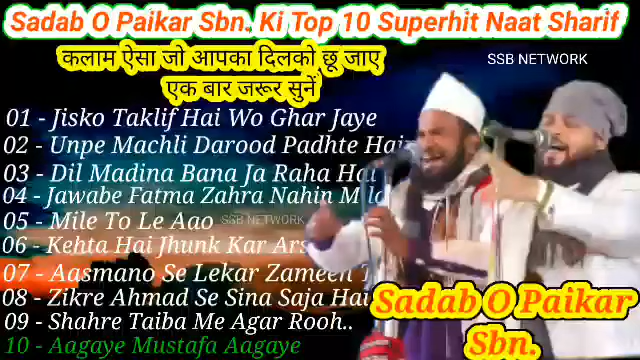 Sadab O Paikar Sbn. Ki Top 10 Superhit Naat Sharif
कलाम ऐसा जो आपका दिलको छू जाए
एक बार जरूर सुनें
SSB NETWORK
01 - Jisko Taklif Hai Wo Ghar Jaye
02 - Unpe Machli Darood Padhte Hai
03 - Dil Madina Bana Ja Raha Hai
04 - Jawabe Fatma Zahra Nahin
05 - Mile To Le Aao
SSB NETWORK
06 - Kehta Hai Jhunk Kar
07 - Aasmano Se Lekar Zameen
08 - Zikre Ahmad Se Sina Saja Hai
09 - Shahre Taiba Me Agar Rooh..
10 - Aagaye Mustafa Aagaye
Sadab O Paikar
Sbn.